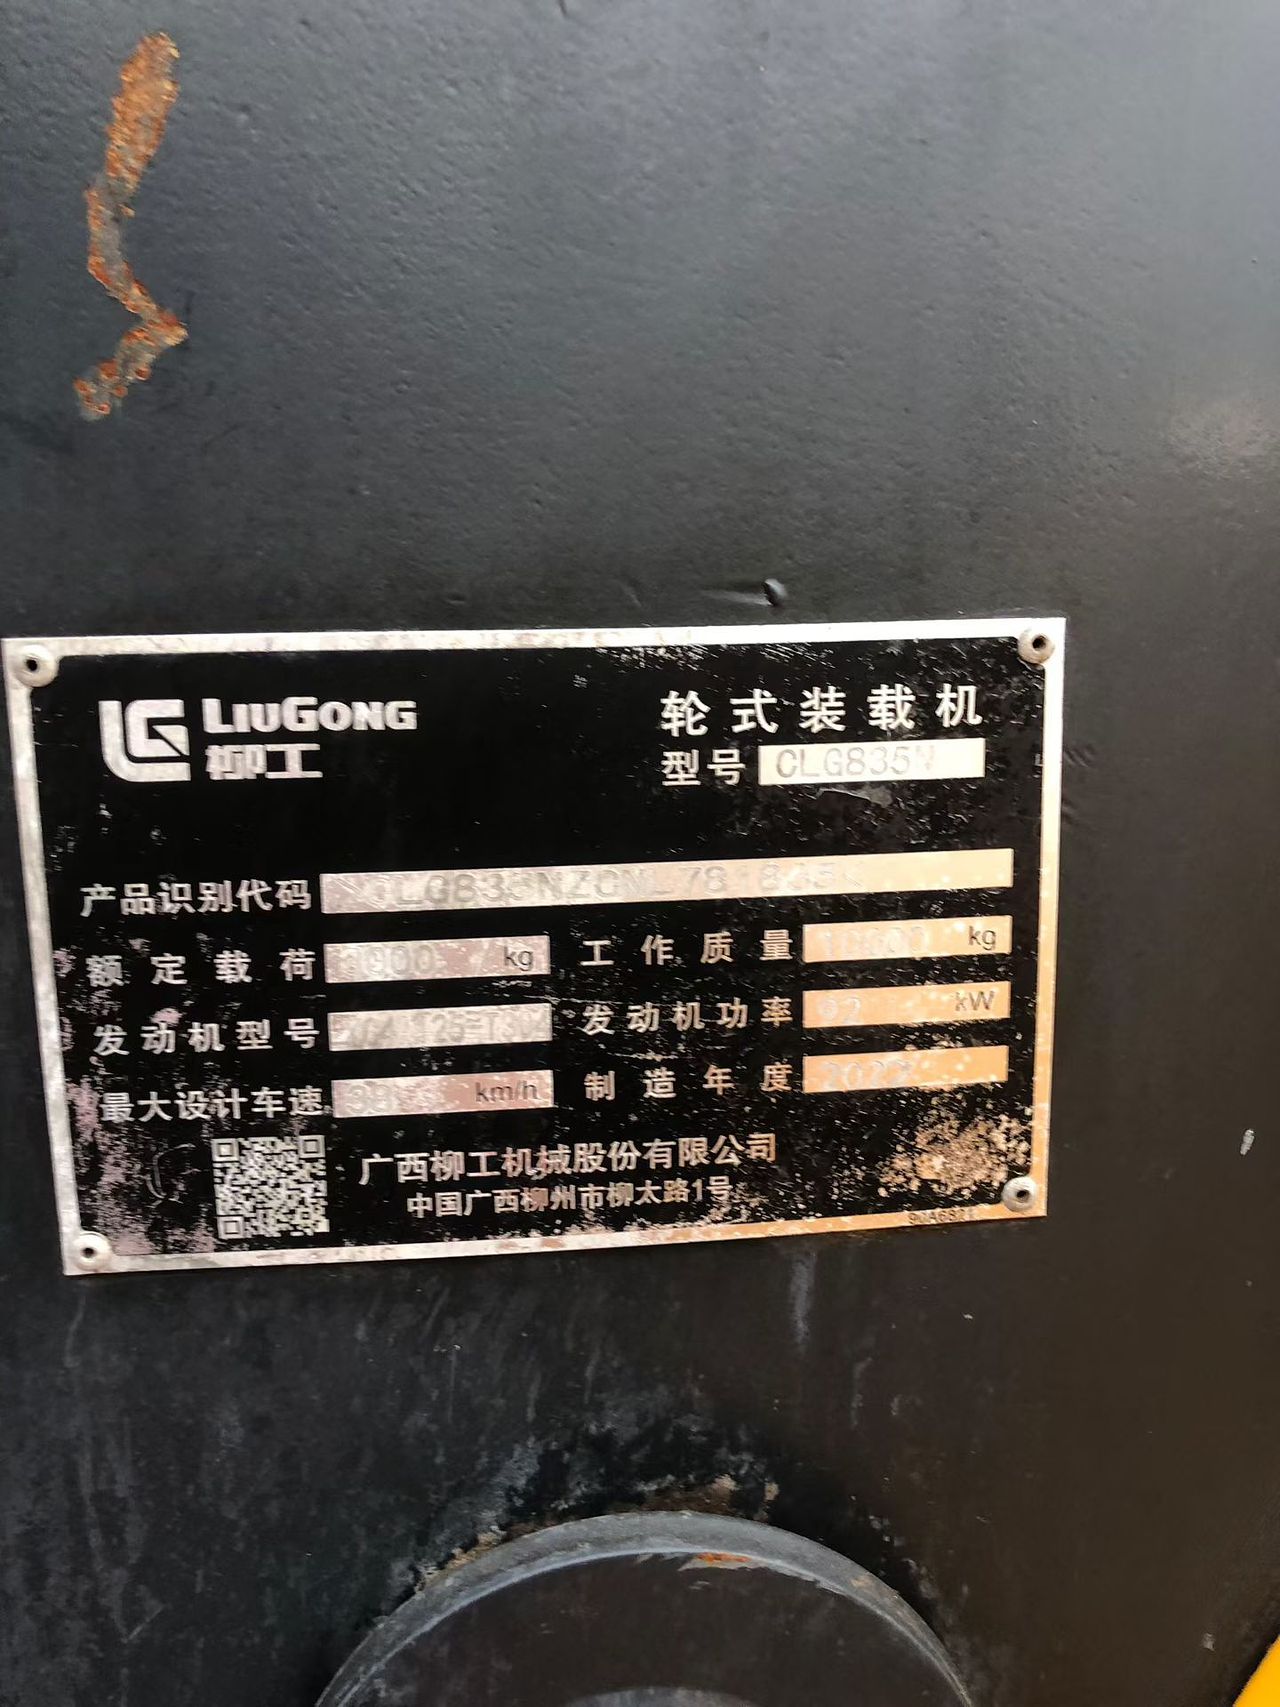 LIUGONG
柳工
轮式装载机
型号 CLG835N
产品识别代码
额定载荷 kg 工作质量 kg
发动机型号 发动机功率 92 kW
最大设计车速 km/h 制造年度
广西柳工机械股份有限公司
中国广西柳州市柳太路1号